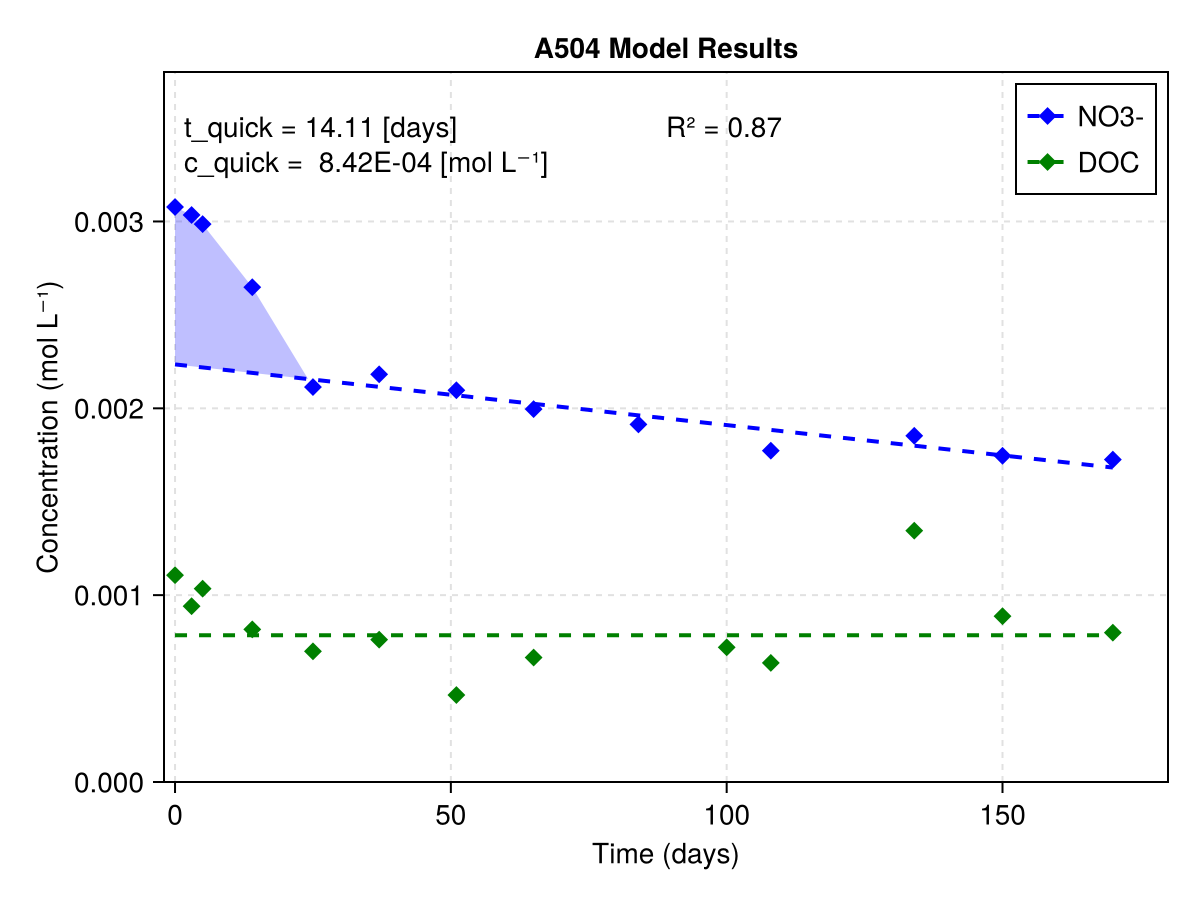 A504 Model Results
t_quick = 14.11 [days]
R² = 0.87
c_quick =  8.42E-04 [mol L⁻¹]
NO3-
DOC
Concentration (mol L⁻¹)
0.003
0.002
0.001
0.000
0
50
100
150
Time (days)